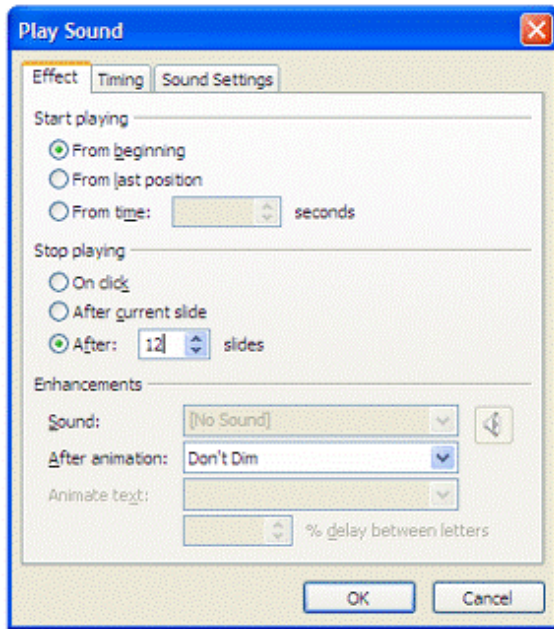 Play Sound
Effect Timing Sound Settings
Start playing
From beginning
From last position
From time: seconds
Stop playing
On click
After current slide
After: 12 slides
Enhancements
Sound: [No Sound]
After animation: Don't Dim
Animate text:
% delay between letters
OK Cancel